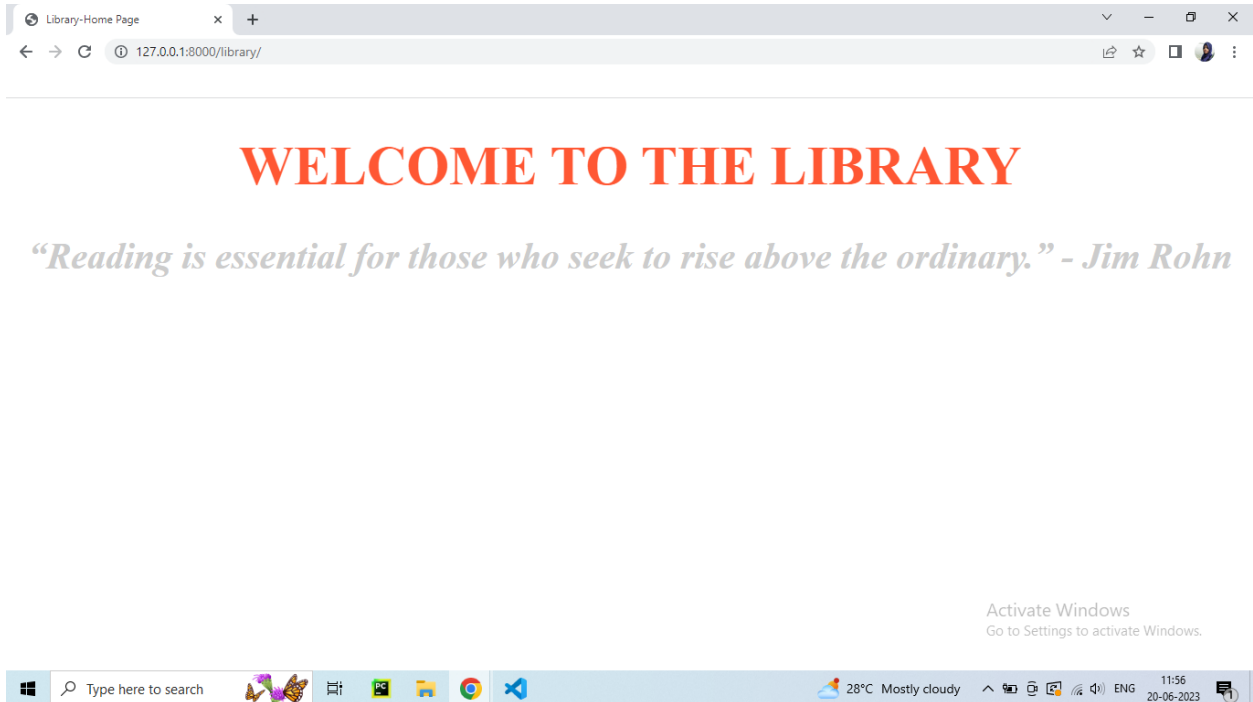 Library-Home Page
127.0.0.1:8000/library/
WELCOME TO THE LIBRARY
“Reading is essential for those who seek to rise above the ordinary.” - Jim Rohn
Activate Windows
Go to Settings to activate Windows.
Type here to search
PC
28°C Mostly cloudy
ENG
11:56
20-06-2023
1